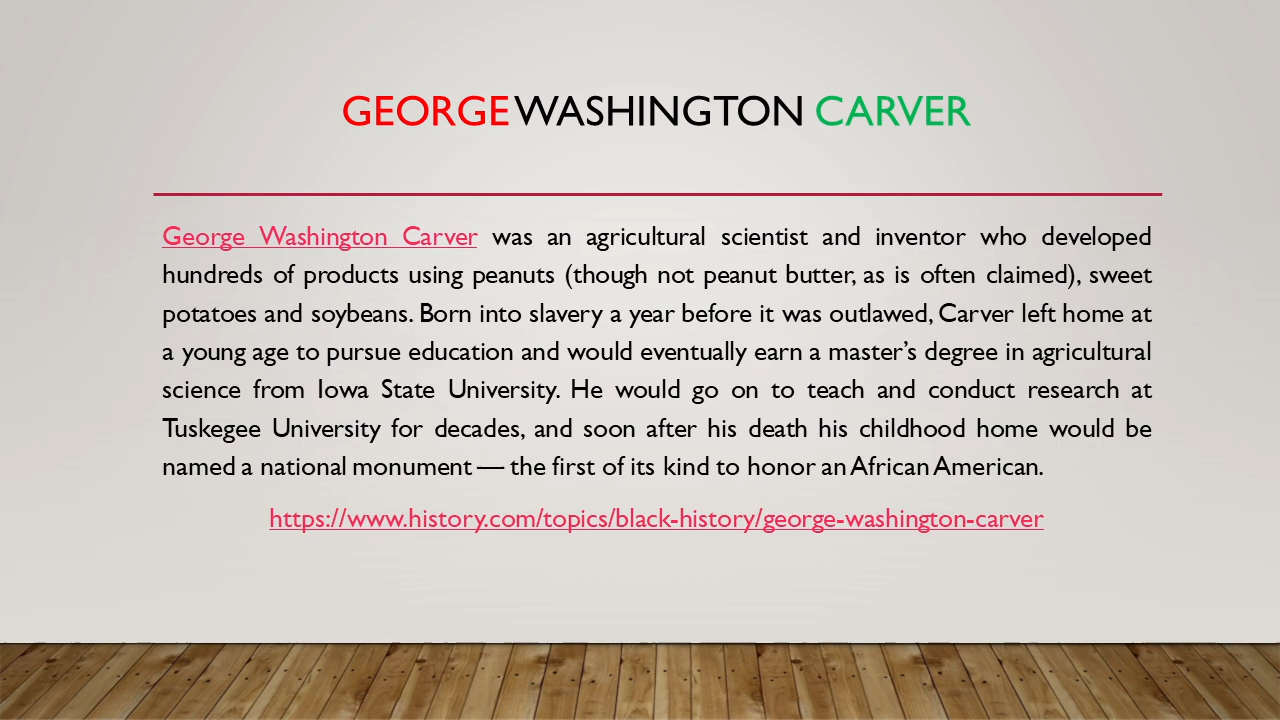 GEORGE WASHINGTON CARVER
George Washington Carver was an agricultural scientist and inventor who developed
hundreds of products using peanuts (though not peanut butter, as is often claimed), sweet
potatoes and soybeans. Born into slavery a year before it was outlawed, Carver left home at
a young age to pursue education and would eventually earn a master’s degree in agricultural
science from Iowa State University. He would go on to teach and conduct research at
Tuskegee University for decades, and soon after his death his childhood home would be
named a national monument — the first of its kind to honor an African American.
https://www.history.com/topics/black-history/george-washington-carver